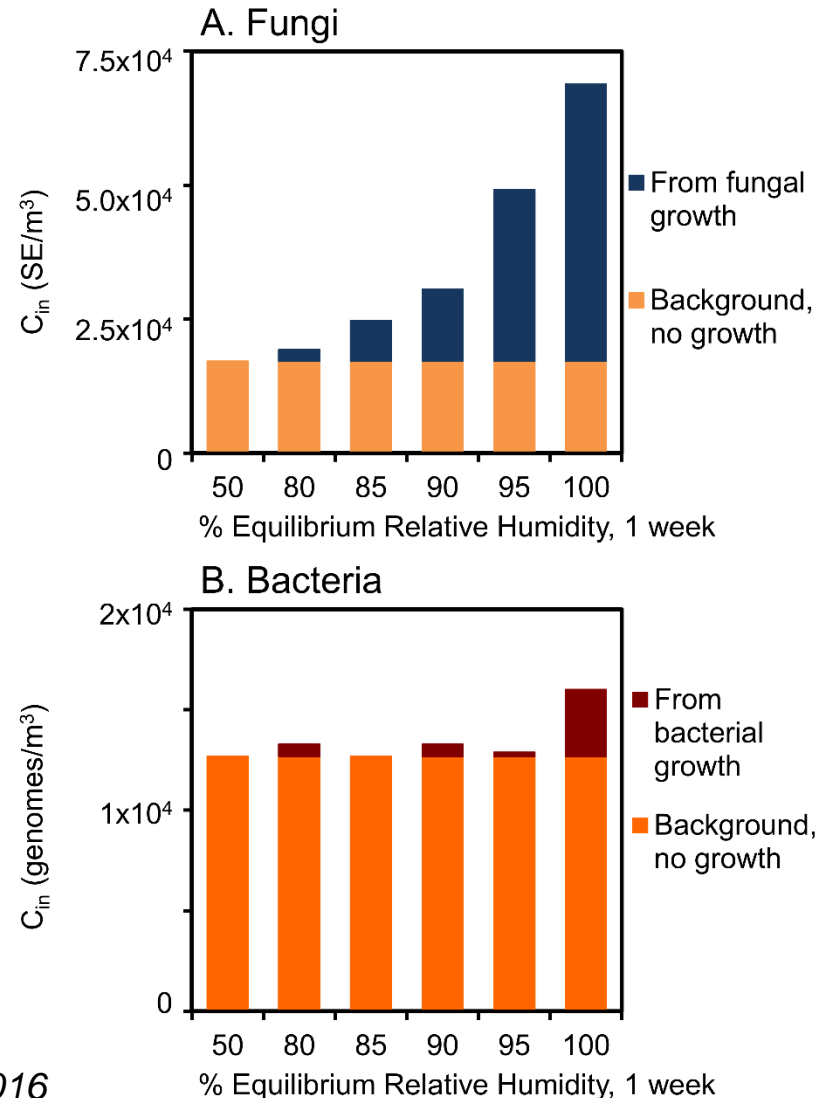 A. Fungi
7.5x10⁴
5.0x10⁴
2.5x10⁴
0
C_in (SE/m³)
50 80 85 90 95 100
% Equilibrium Relative Humidity, 1 week
From fungal
growth
Background,
no growth
B. Bacteria
2x10⁴
1x10⁴
0
C_in (genomes/m³)
50 80 85 90 95 100
% Equilibrium Relative Humidity, 1 week
From
bacterial
growth
Background,
no growth
016